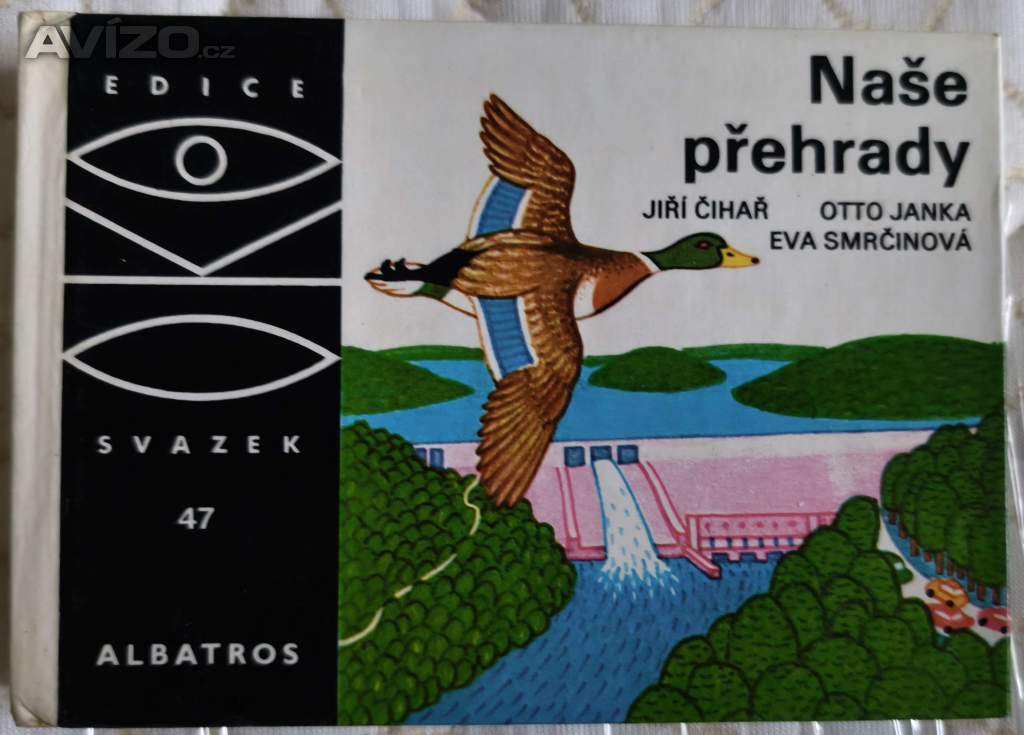 AVÍZO.cz
EDICE
SVAZEK
47
ALBATROS
Naše
přehrady
JIŘÍ ČIHAŘ OTTO JANKA
EVA SMRČINOVÁ